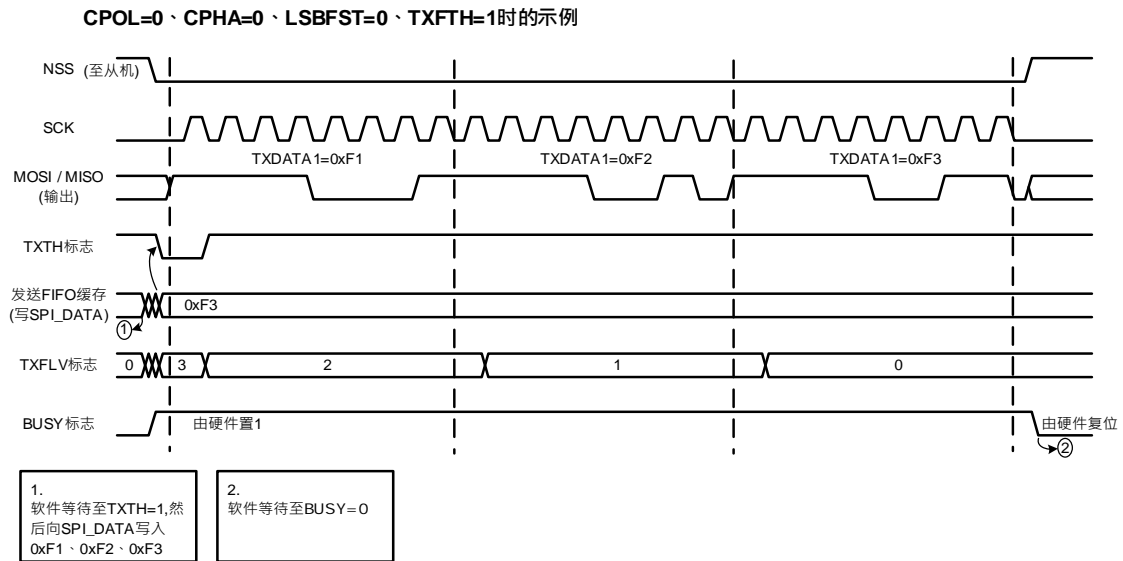 CPOL=0、CPHA=0、LSBFST=0、TXFTH=1时的示例
NSS (至从机)
SCK
TXDATA1=0xF1
TXDATA1=0xF2
TXDATA1=0xF3
MOSI / MISO
(输出)
TXTH标志
发送FIFO缓存
(写SPI_DATA)
0xF3
①
TXFLV标志
0
3
2
1
0
BUSY标志
由硬件置1
由硬件复位
②
1.
软件等待至TXTH=1,然
后向SPI_DATA写入
0xF1、0xF2、0xF3
2.
软件等待至BUSY=0